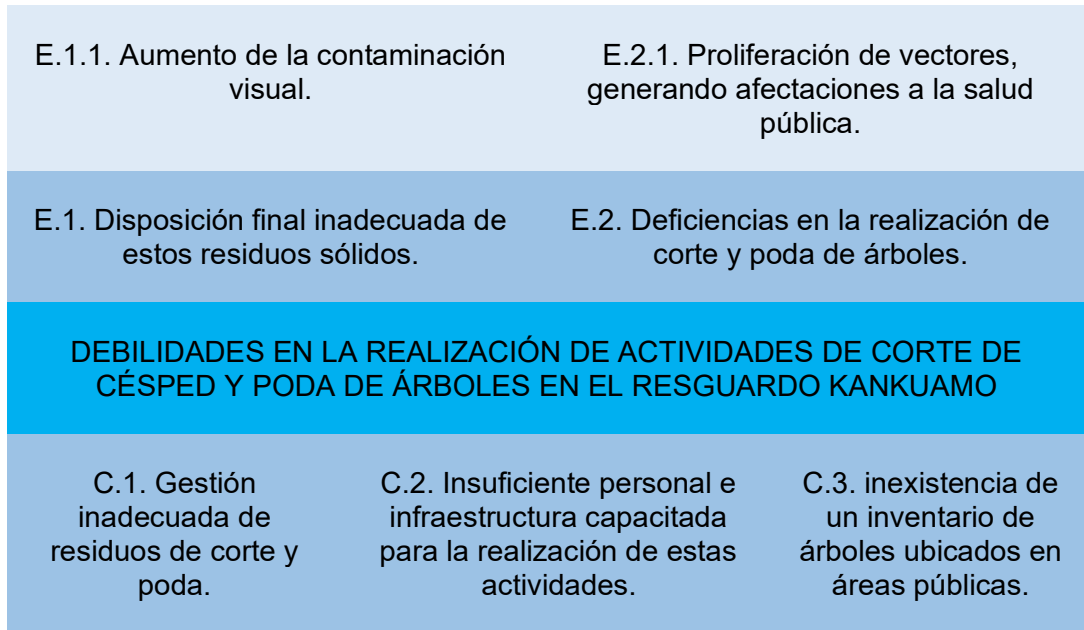 E.1.1. Aumento de la contaminación
visual.
E.2.1. Proliferación de vectores,
generando afectaciones a la salud
pública.
E.1. Disposición final inadecuada de
estos residuos sólidos.
E.2. Deficiencias en la realización de
corte y poda de árboles.
DEBILIDADES EN LA REALIZACIÓN DE ACTIVIDADES DE CORTE DE
CÉSPED Y PODA DE ÁRBOLES EN EL RESGUARDO KANKUAMO
C.1. Gestión
inadecuada de
residuos de corte y
poda.
C.2. Insuficiente personal e
infraestructura capacitada
para la realización de estas
actividades.
C.3. inexistencia de
un inventario de
árboles ubicados en
áreas públicas.